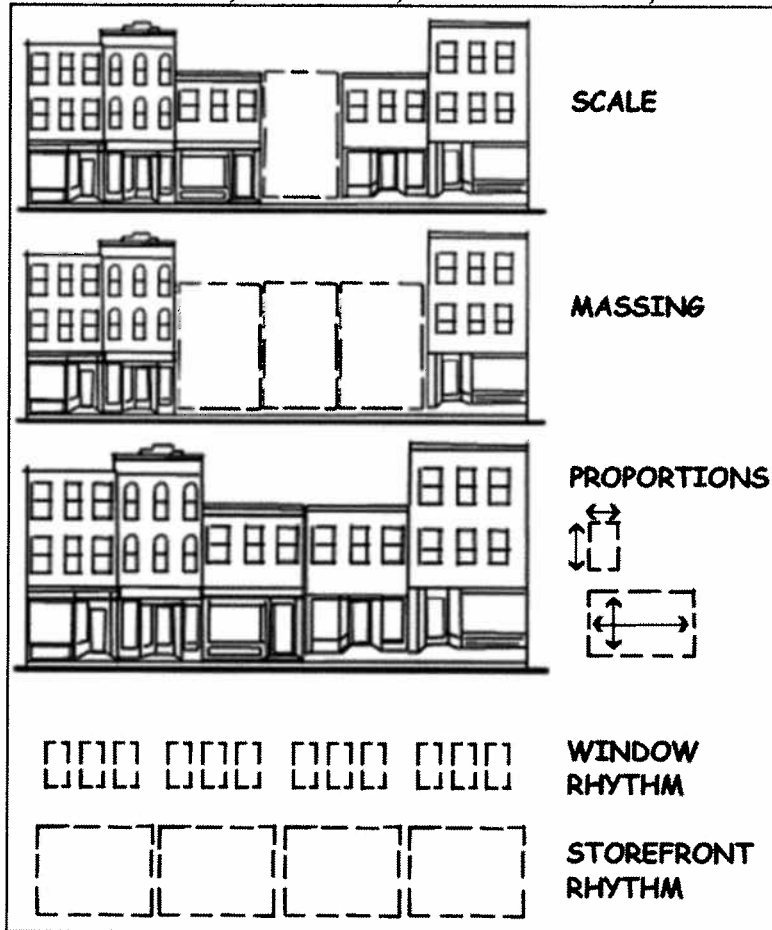 SCALE
MASSING
PROPORTIONS
WINDOW
RHYTHM
STOREFRONT
RHYTHM